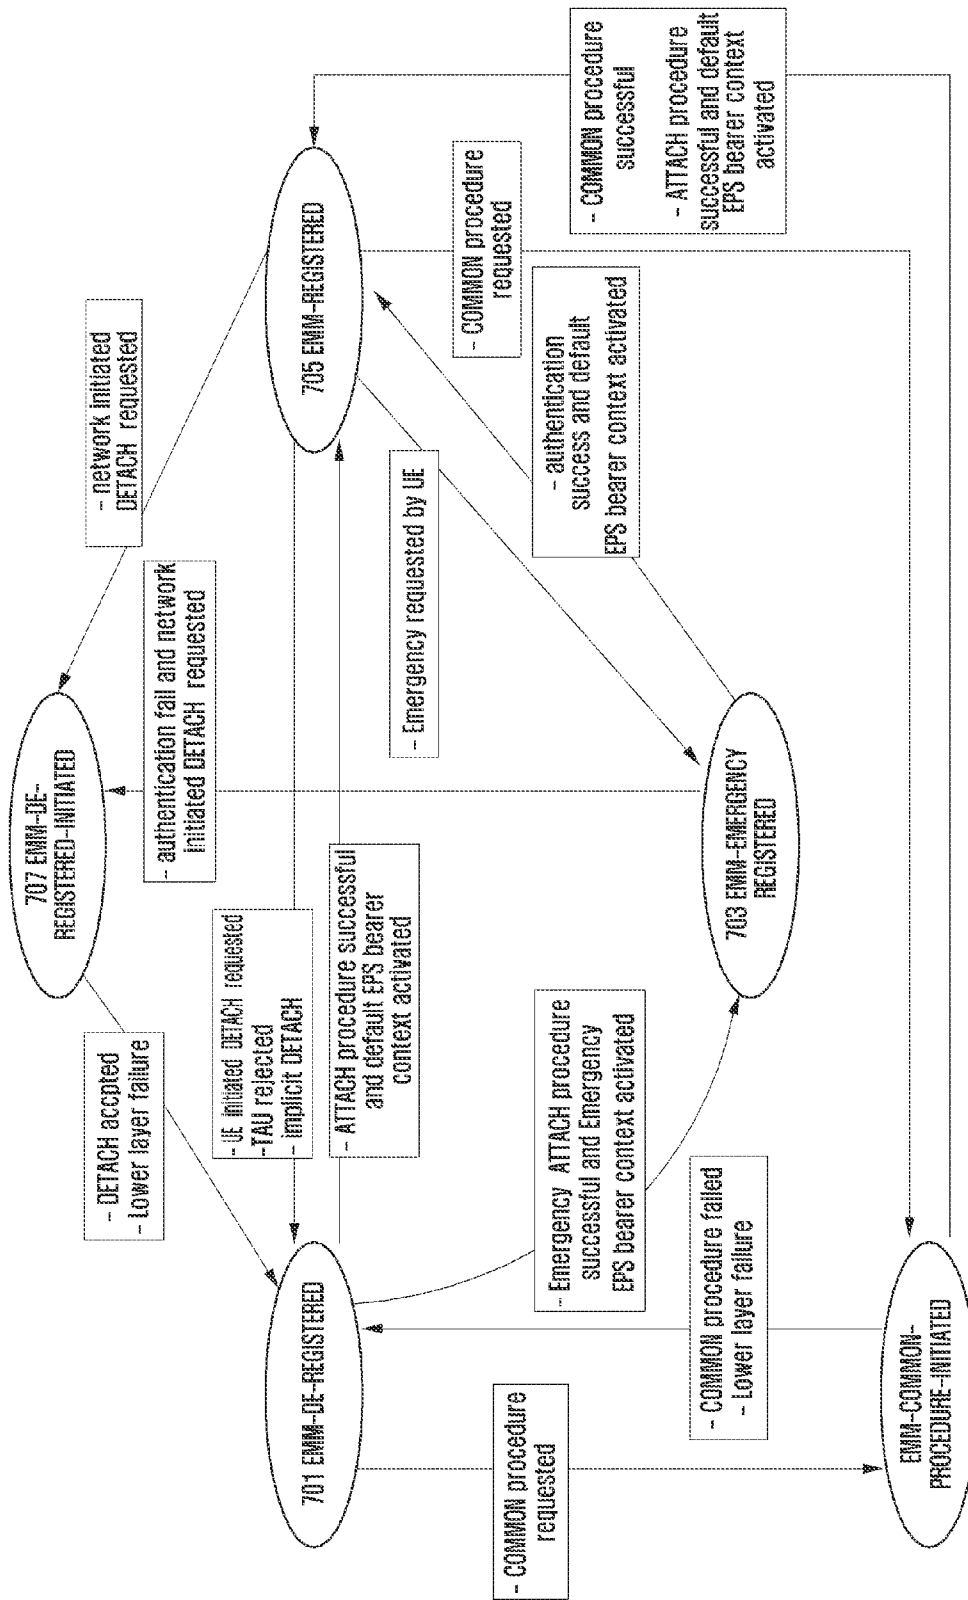 707 EMM-DE-
REGISTERED-INITIATED
- network initiated
DETACH requested
- authentication fail and network
initiated DETACH requested
- DETACH accpted
- Lower layer failure
- UE initiated DETACH requested
-TAU rejected
- implicit DETACH
- ATTACH procedure successful
and default EPS bearer
context activated
701 EMM-DE-REGISTERED
705 EMM-REGISTERED
- Emergency requested by UE
- COMMON procedure
requested
- COMMON procedure
successful
- ATTACH procedure
successful and default
EPS bearer context
activated
- authentication
success and default
EPS bearer context activated
- Emergency ATTACH procedure
successful and Emergency
EPS bearer context activated
703 EMM-EMERGENCY
REGISTERED
- COMMON procedure
requested
- COMMON procedure failed
- Lower layer failure
EMM-COMMON-
PROCEDURE-INITIATED